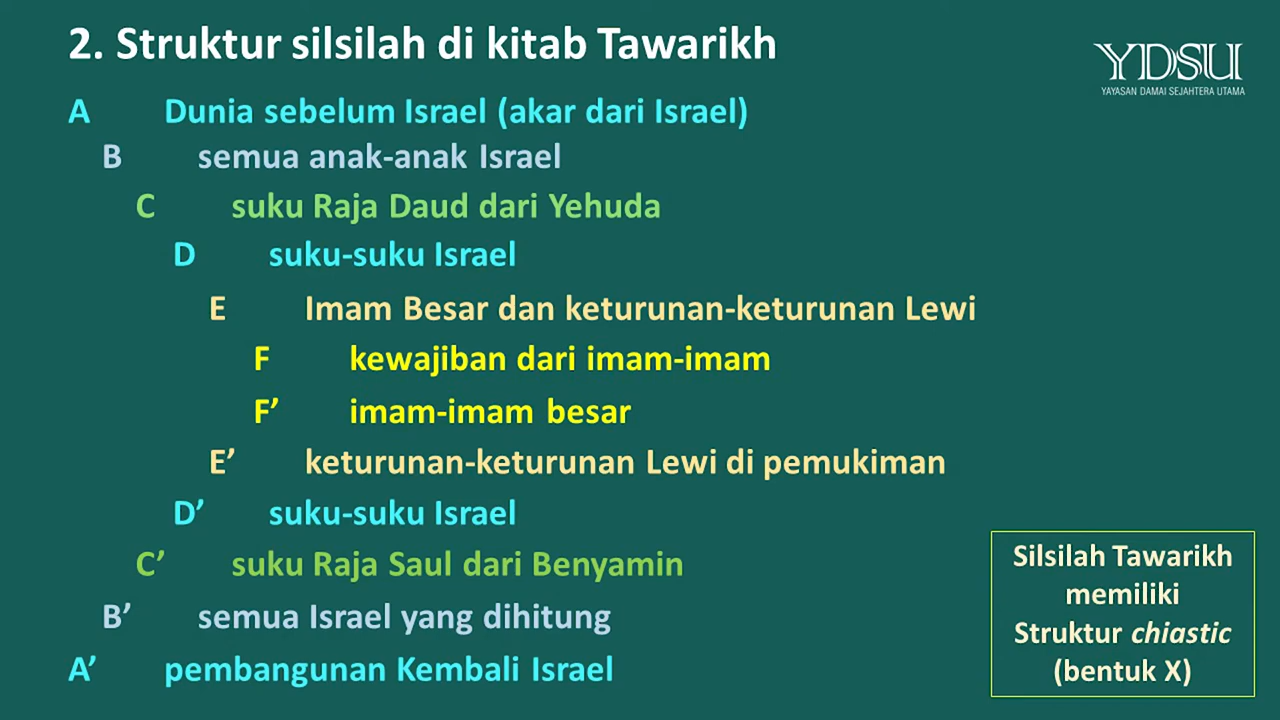 2. Struktur silsilah di kitab Tawarikh
YDSU
YAYASAN DAMAI SEJAHTERA UTAMA
A Dunia sebelum Israel (akar dari Israel)
B semua anak-anak Israel
C suku Raja Daud dari Yehuda
D suku-suku Israel
E Imam Besar dan keturunan-keturunan Lewi
F kewajiban dari imam-imam
F’ imam-imam besar
E’ keturunan-keturunan Lewi di pemukiman
D’ suku-suku Israel
C’ suku Raja Saul dari Benyamin
B’ semua Israel yang dihitung
A’ pembangunan Kembali Israel
Silsilah Tawarikh
memiliki
Struktur chiastic
(bentuk X)